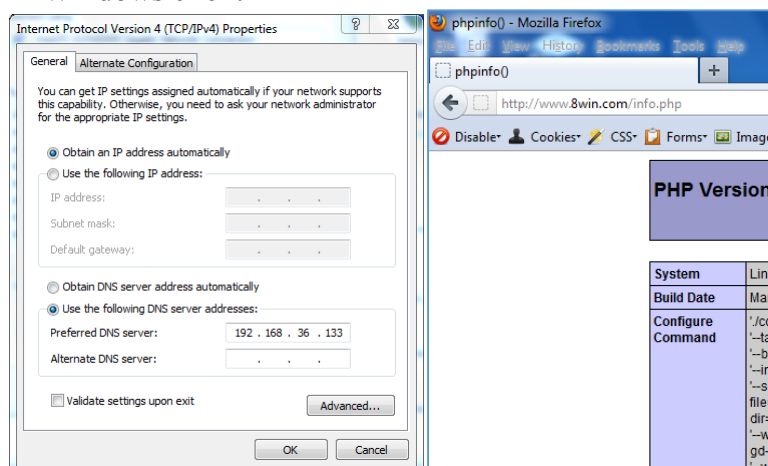 Internet Protocol Version 4 (TCP/IPv4) Properties
General
Alternate Configuration
You can get IP settings assigned automatically if your network supports
this capability. Otherwise, you need to ask your network administrator
for the appropriate IP settings.
Obtain an IP address automatically
Use the following IP address:
IP address:
Subnet mask:
Default gateway:
Obtain DNS server address automatically
Use the following DNS server addresses:
Preferred DNS server: 192 . 168 . 36 . 133
Alternate DNS server:
Validate settings upon exit
Advanced...
OK
Cancel
phpinfo() - Mozilla Firefox
File Edit View History Bookmarks Tools Help
phpinfo()
http://www.8win.com/info.php
Disable Cookies CSS Forms
PHP
System
Build Date
Configure
Command